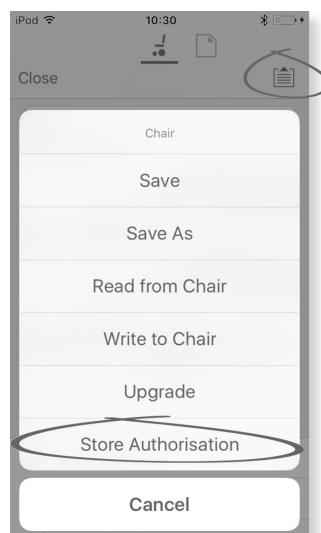 iPod 10:30
Close
Chair
Save
Save As
Read from Chair
Write to Chair
Upgrade
Store Authorisation
Cancel